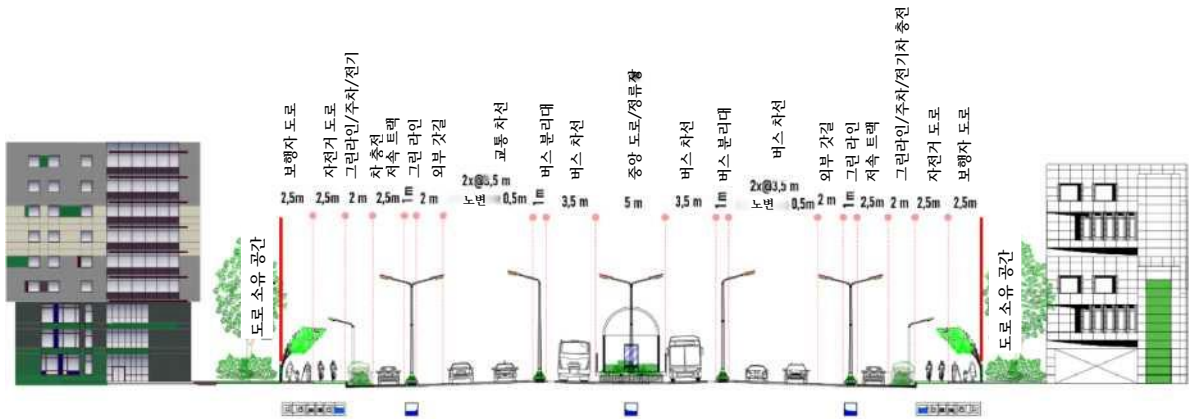 보행자 도로
자전거 도로
그린라인/주차/전기
차 충전
저속 트랙
그린 라인
외부 갓길
교통 차선
버스 분리대
버스 차선
중앙 도로/정류장
버스 차선
버스 분리대
버스 차선
외부 갓길
그린 라인
저속 트랙
그린라인/주차/전기차 충전
자전거 도로
보행자 도로
2,5m 2,5m 2 m 2,5m 1m 2 m 2x@3,5 m 노변 0,5m 1m 3,5 m 5 m 3,5 m 1m 2x@3,5 m 노변 0,5m 2 m 1m 2,5m 2 m 2,5m 2,5m
도로 소유 공간
도로 소유 공간